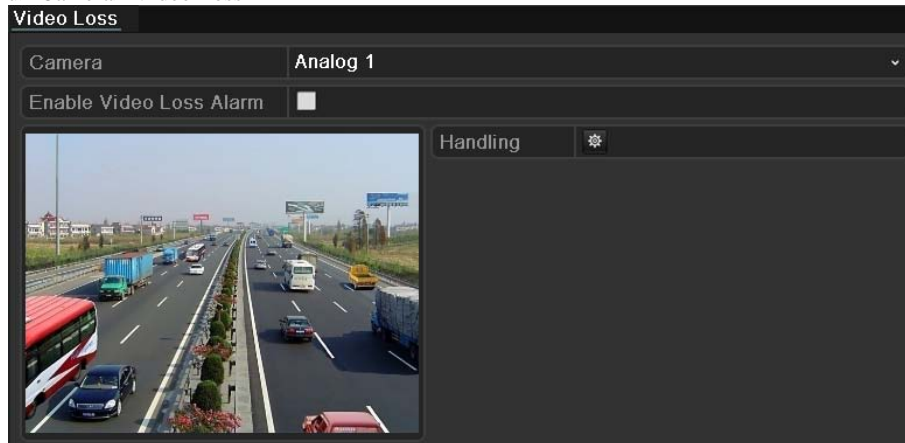 Video Loss
Camera
Analog 1
Enable Video Loss Alarm
Handling